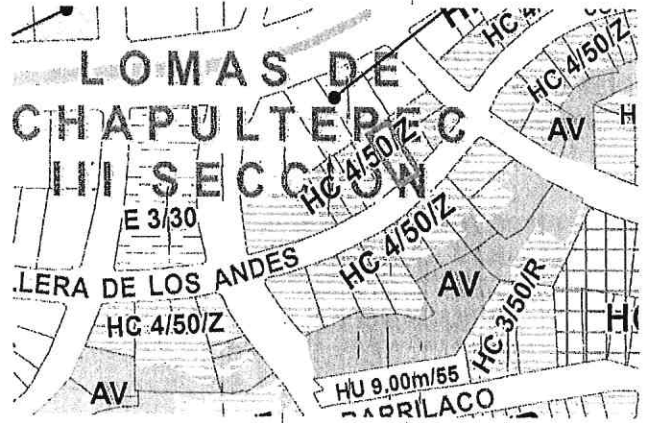 HC 4/50/Z
LOMAS DE
HC 4/50/Z
CHAPULTEPEC
AV
HC 4/50/Z
III SECCION
E 3/30
HC 4/50/Z
LERA DE LOS ANDES
AV
HC 3/50/R
HC 4/50/Z
HU 9.00m/55
AV
BARRILACO